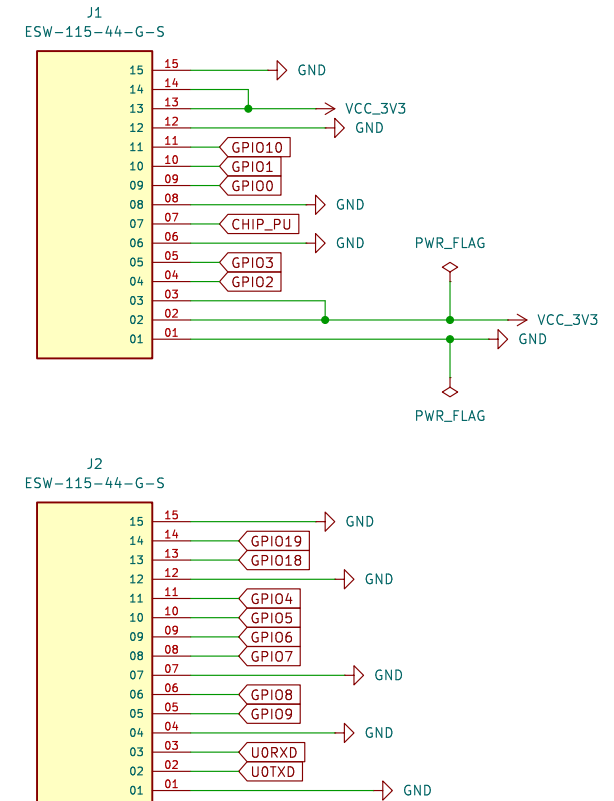 J1
ESW-115-44-G-S
15 15 GND
14 14
13 13 VCC_3V3
12 12 GND
11 11 GPIO10
10 10 GPIO1
09 09 GPIO0
08 08 GND
07 07 CHIP_PU
06 06 GND
PWR_FLAG
05 05 GPIO3
04 04 GPIO2
03 03
02 02 VCC_3V3
01 01 GND
PWR_FLAG
J2
ESW-115-44-G-S
15 15 GND
14 14 GPIO19
13 13 GPIO18
12 12 GND
11 11 GPIO4
10 10 GPIO5
09 09 GPIO6
08 08 GPIO7
07 07 GND
06 06 GPIO8
05 05 GPIO9
04 04 GND
03 03 U0RXD
02 02 U0TXD
01 01 GND